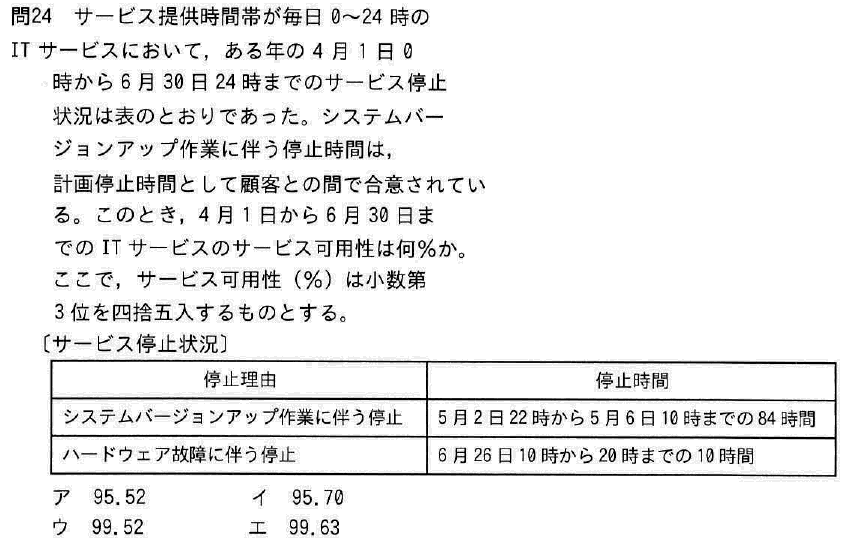 問24　サービス提供時間帯が毎日 0～24 時の
IT サービスにおいて，ある年の 4 月 1 日 0
時から 6 月 30 日 24 時までのサービス停止
状況は表のとおりであった。システムバー
ジョンアップ作業に伴う停止時間は，
計画停止時間として顧客との間で合意されてい
る。このとき，4 月 1 日から 6 月 30 日ま
での IT サービスのサービス可用性は何％か。
ここで，サービス可用性（％）は小数第
3 位を四捨五入するものとする。
〔サービス停止状況〕
停止理由　停止時間
システムバージョンアップ作業に伴う停止　5 月 2 日 22 時から 5 月 6 日 10 時までの 84 時間
ハードウェア故障に伴う停止　6 月 26 日 10 時から 20 時までの 10 時間
ア　95.52　イ　95.70
ウ　99.52　エ　99.63